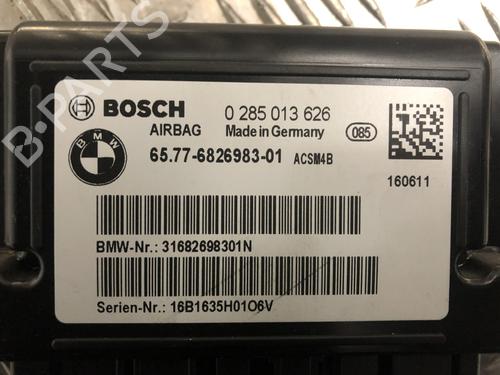 BOSCH 0 285 013 626
AIRBAG Made in Germany 085
BMW 65.77-6826983-01 ACSM4B
160611
BMW-Nr.: 31682698301N
Serien-Nr.: 16B1635H01O6V
B-PARTS